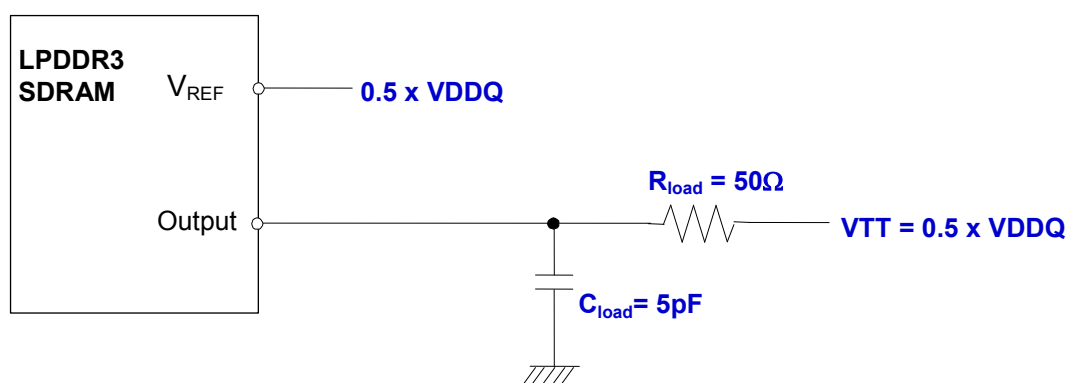 LPDDR3
SDRAM
VREF
0.5 x VDDQ
Rload = 50Ω
Output
VTT = 0.5 x VDDQ
Cload= 5pF